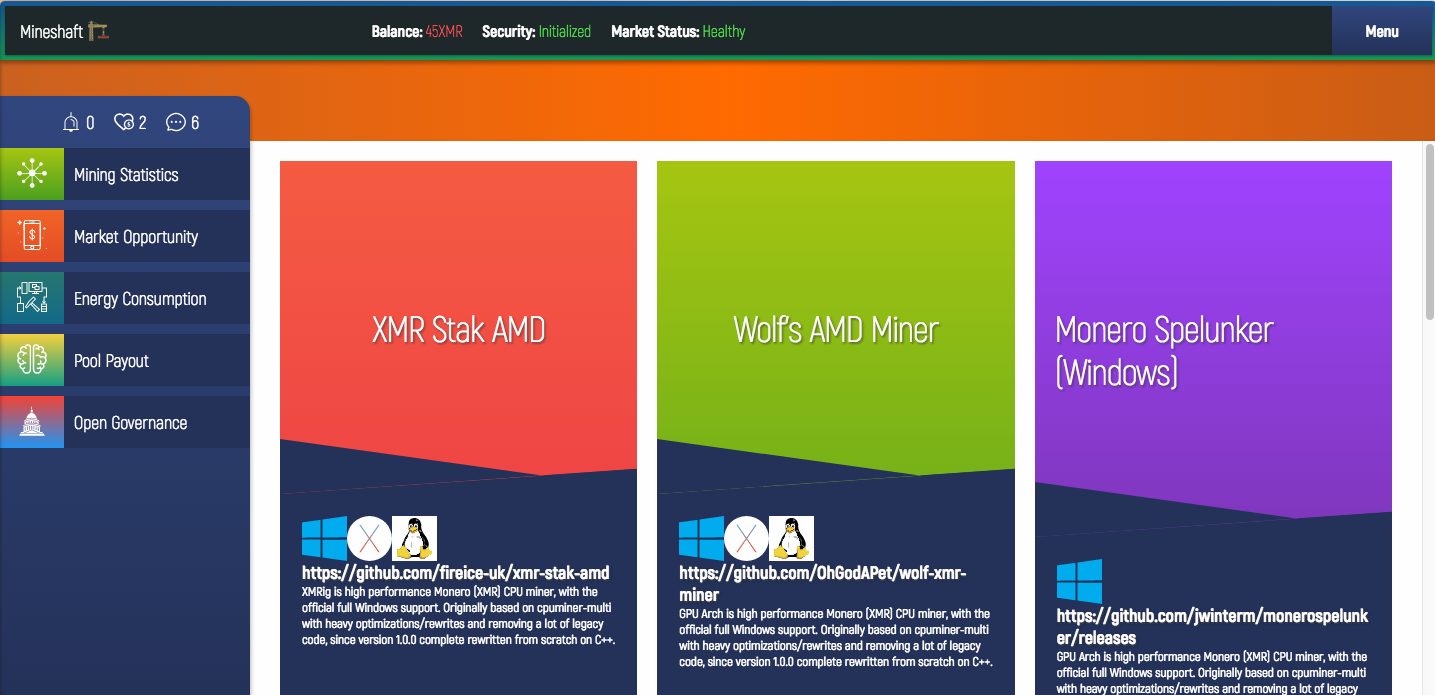 Mineshaft
Balance: 45XMR Security: Initialized Market Status: Healthy
Menu
0 2 6
Mining Statistics
Market Opportunity
Energy Consumption
Pool Payout
Open Governance
XMR Stak AMD
https://github.com/fireice-uk/xmr-stak-amd
XMRig is high performance Monero (XMR) CPU miner, with the
official full Windows support. Originally based on cpuminer-multi
with heavy optimizations/rewrites and removing a lot of legacy
code, since version 1.0.0 complete rewritten from scratch on C++.
Wolf's AMD Miner
https://github.com/OhGodAPet/wolf-xmr-
miner
GPU Arch is high performance Monero (XMR) CPU miner, with the
official full Windows support. Originally based on cpuminer-multi
with heavy optimizations/rewrites and removing a lot of legacy
code, since version 1.0.0 complete rewritten from scratch on C++.
Monero Spelunker
(Windows)
https://github.com/jwinterm/monerospelunk
er/releases
GPU Arch is high performance Monero (XMR) CPU miner, with the
official full Windows support. Originally based on cpuminer-multi
with heavy optimizations/rewrites and removing a lot of legacy